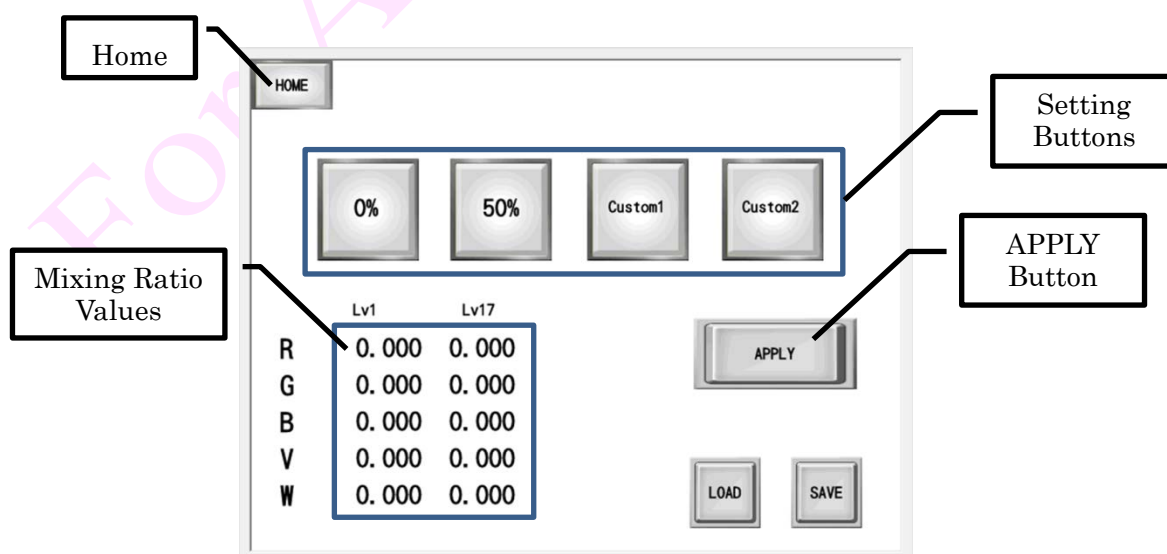 Home
HOME
Setting
Buttons
0% 50% Custom1 Custom2
APPLY
Button
Mixing Ratio
Values
Lv1 Lv17
R 0.000 0.000
G 0.000 0.000
B 0.000 0.000
V 0.000 0.000
W 0.000 0.000
APPLY
LOAD SAVE
For A